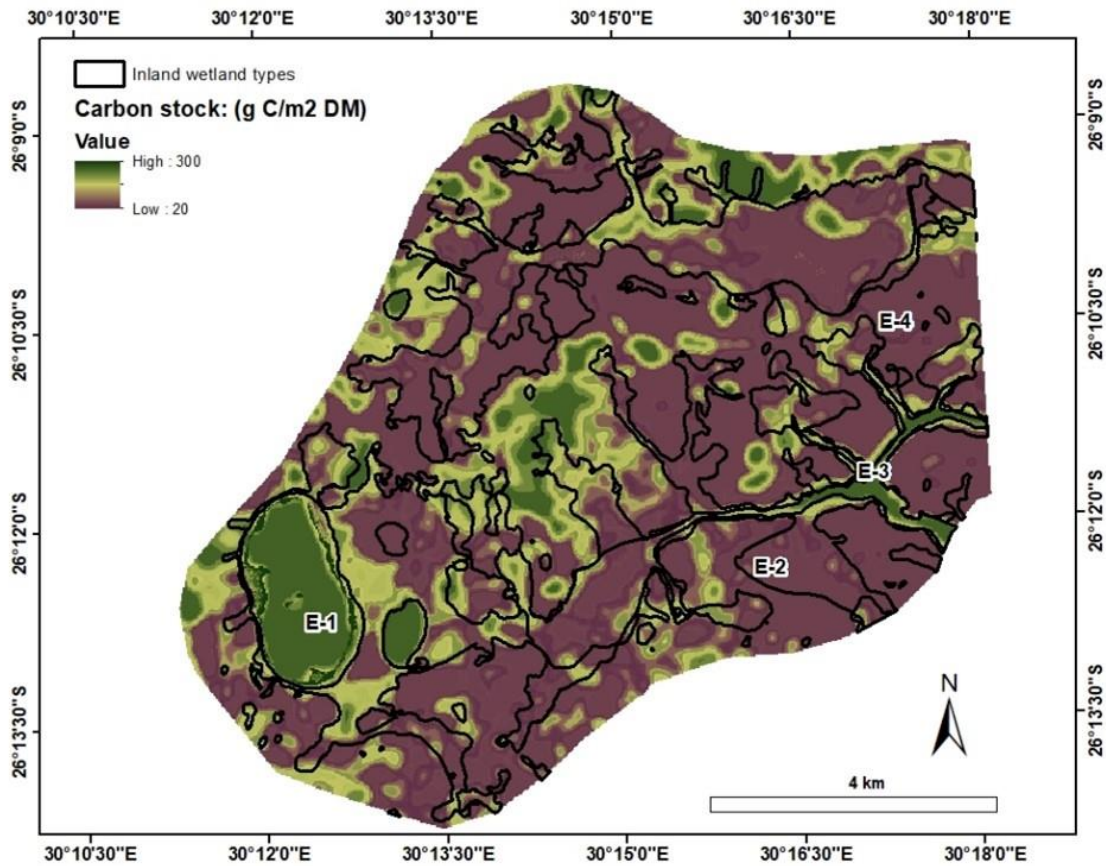 30°10'30"E 30°12'0"E 30°13'30"E 30°15'0"E 30°16'30"E 30°18'0"E
Inland wetland types
Carbon stock: (g C/m2 DM)
Value
High : 300
Low : 20
26°9'0"S 26°9'0"S
26°10'30"S 26°10'30"S
E-4
E-3
26°12'0"S 26°12'0"S
E-2
E-1
N
26°13'30"S 26°13'30"S
4 km
30°10'30"E 30°12'0"E 30°13'30"E 30°15'0"E 30°16'30"E 30°18'0"E